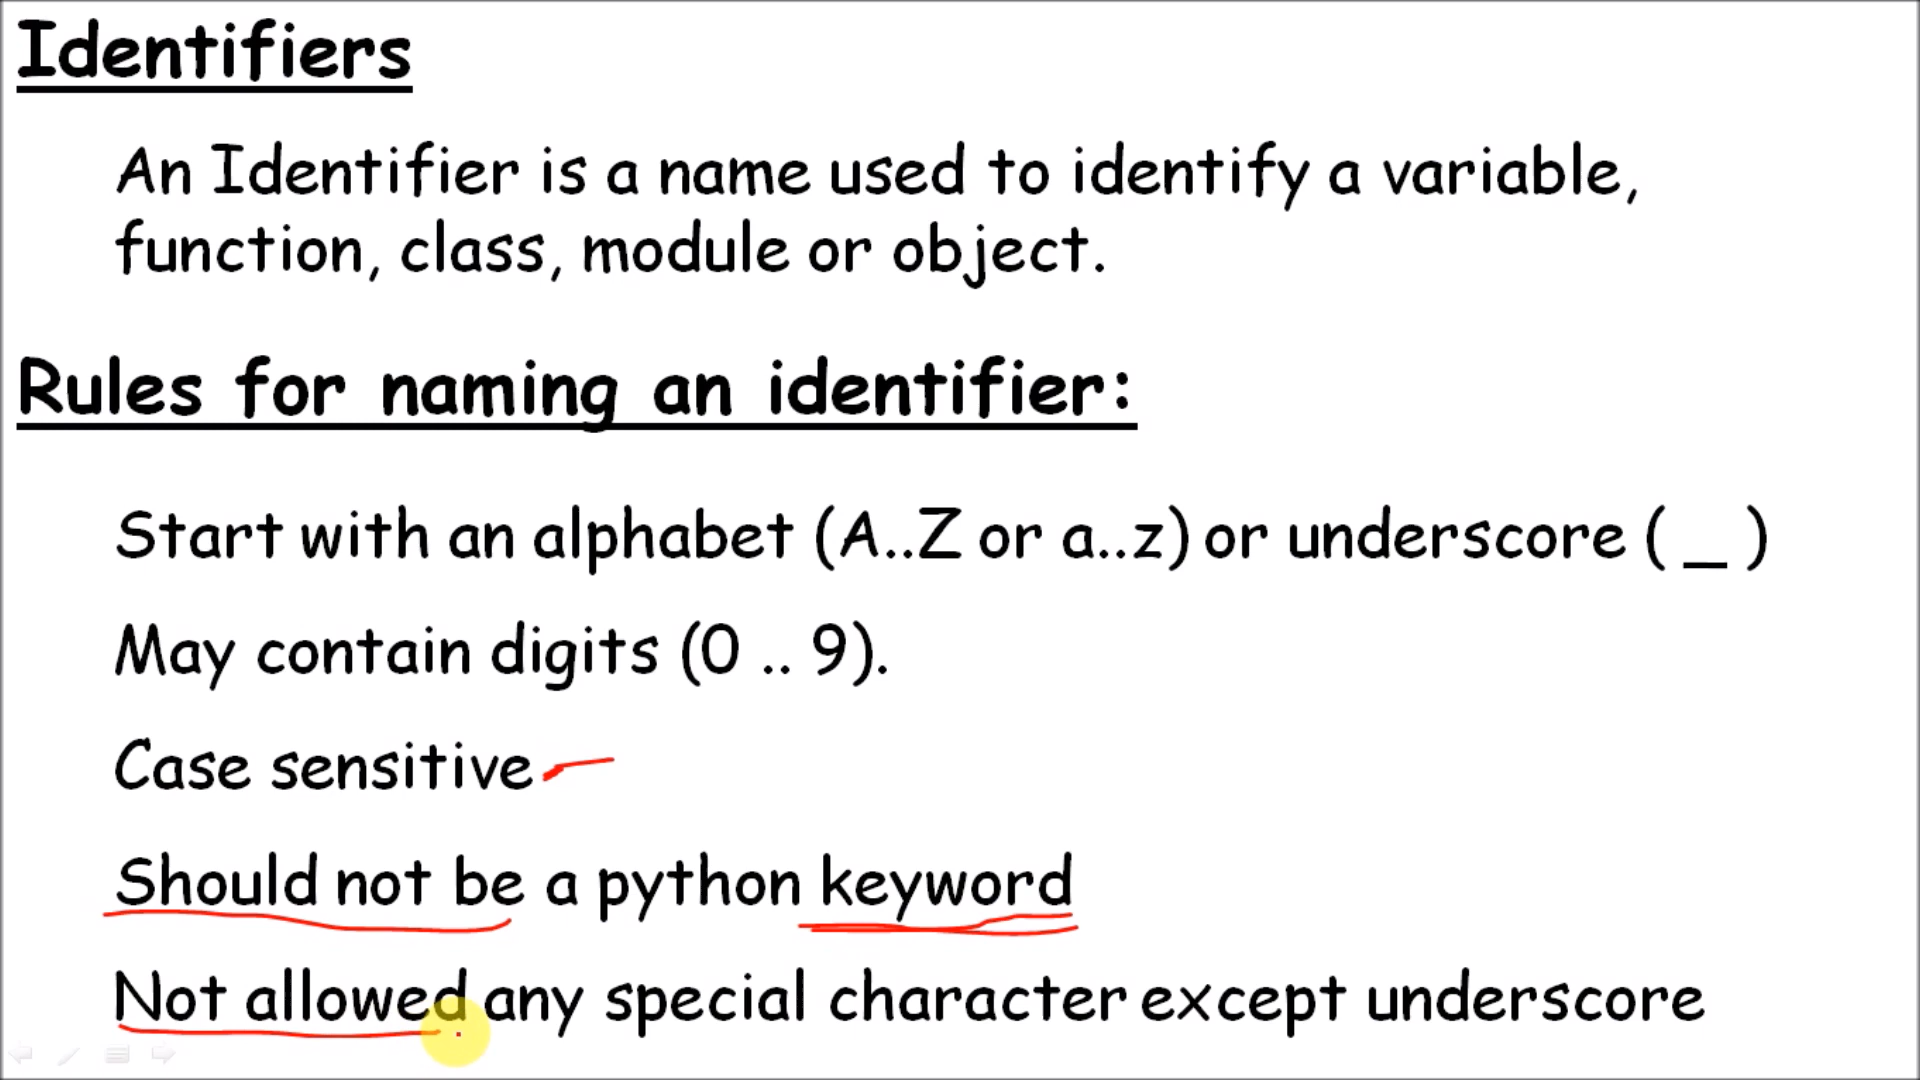 Identifiers
An Identifier is a name used to identify a variable,
function, class, module or object.
Rules for naming an identifier:
Start with an alphabet (A..Z or a..z) or underscore ( _ )
May contain digits (0 .. 9).
Case sensitive
Should not be a python keyword
Not allowed any special character except underscore